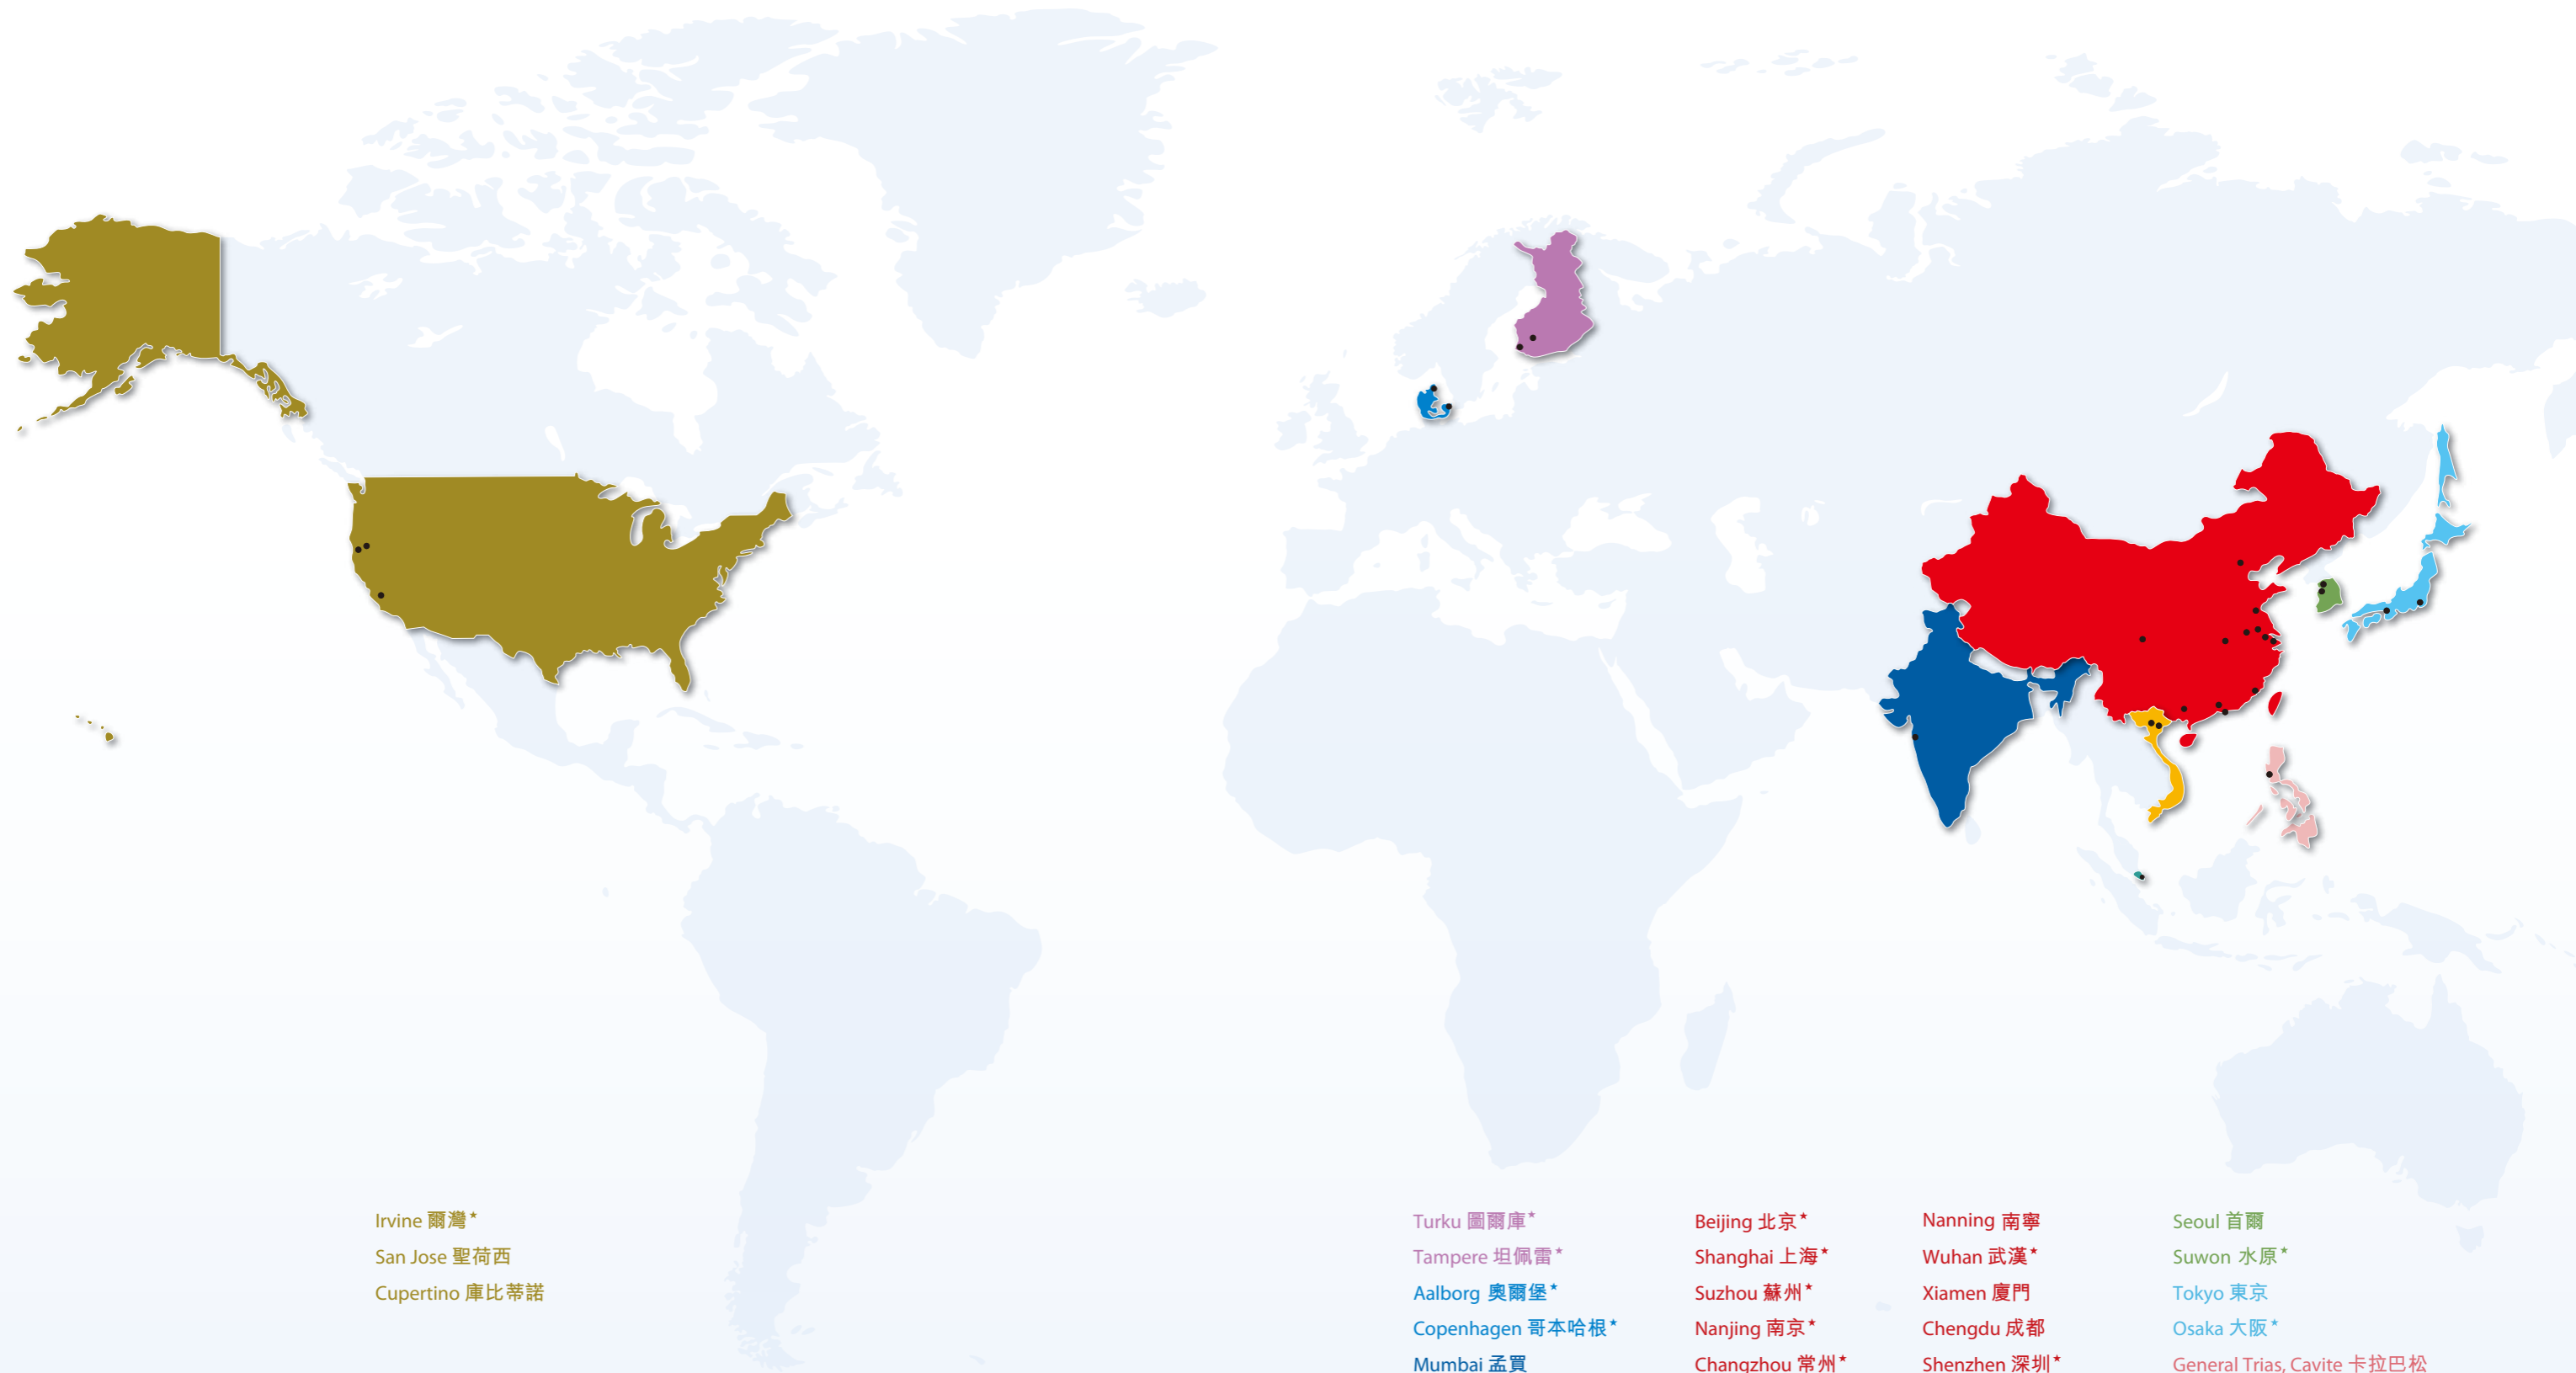 Irvine 爾灣★
San Jose 聖荷西
Cupertino 庫比蒂諾
Turku 圖爾庫★
Tampere 坦佩雷★
Aalborg 奧爾堡★
Copenhagen 哥本哈根★
Mumbai 孟買
Beijing 北京★
Shanghai 上海★
Suzhou 蘇州★
Nanjing 南京★
Changzhou 常州★
Nanning 南寧
Wuhan 武漢★
Xiamen 廈門
Chengdu 成都
Shenzhen 深圳★
Seoul 首爾
Suwon 水原★
Tokyo 東京
Osaka 大阪★
General Trias, Cavite 卡拉巴松